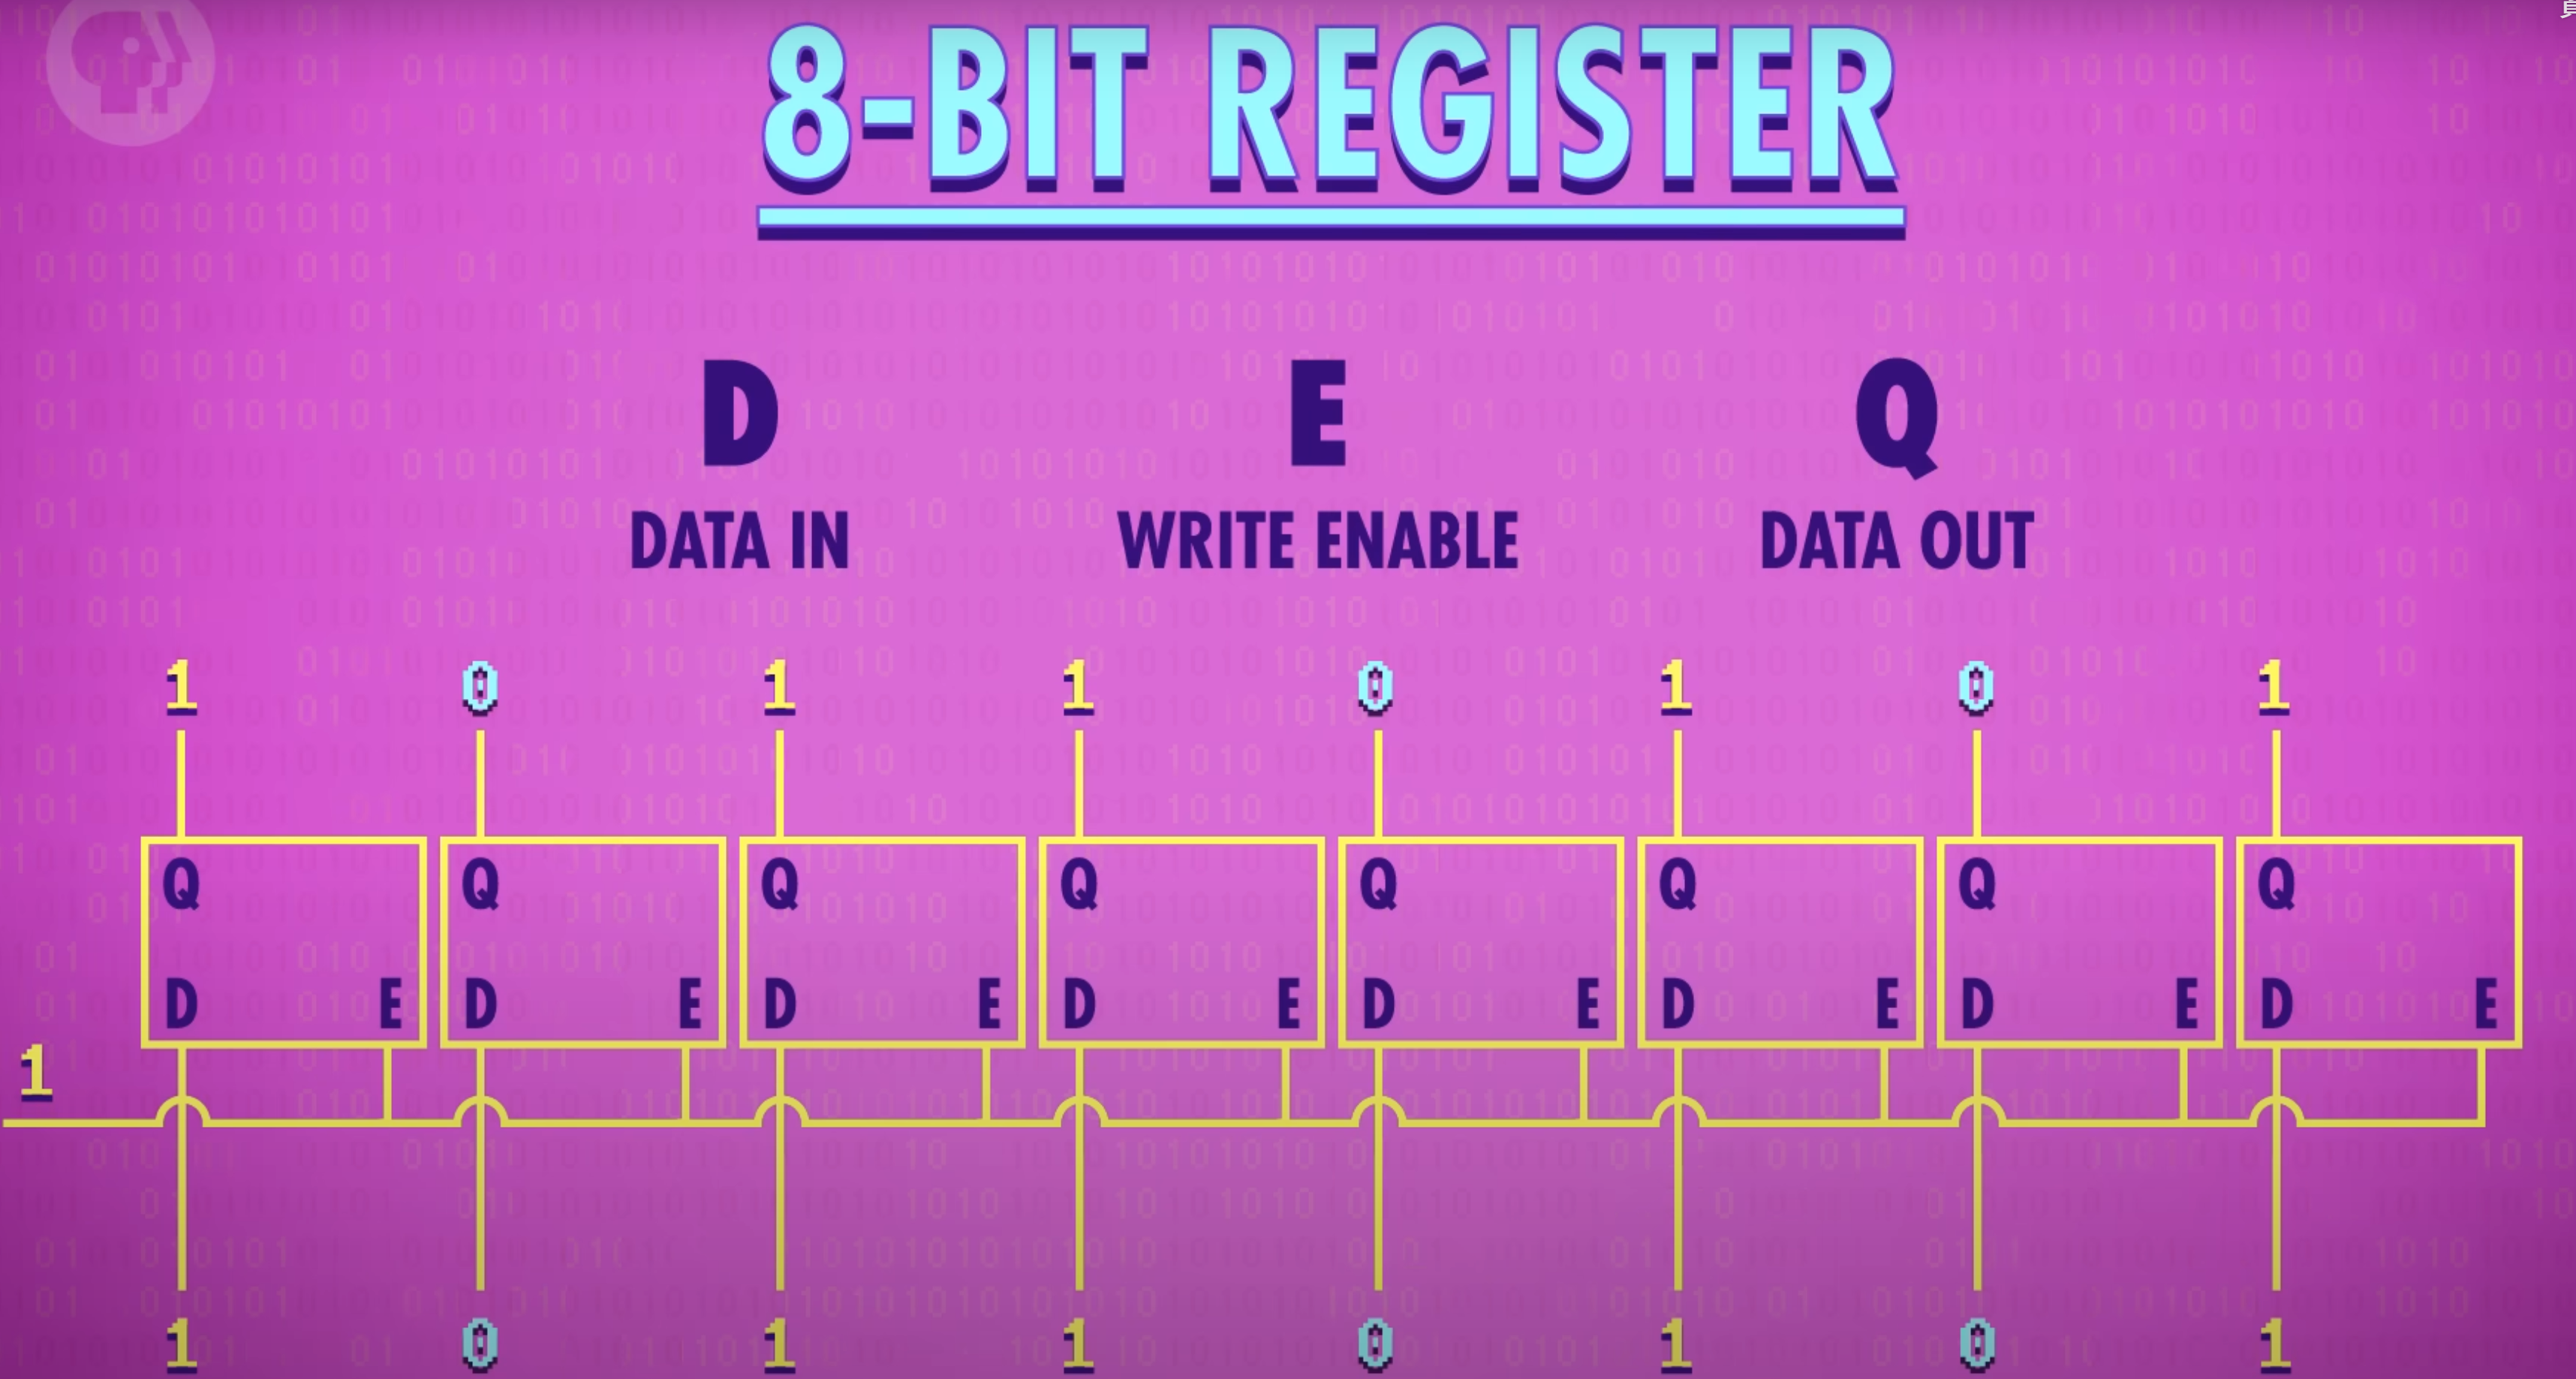 8-BIT REGISTER
D E Q
DATA IN WRITE ENABLE DATA OUT
1 0 1 1 0 1 0 1
Q Q Q Q Q Q Q Q
D E D E D E D E D E D E D E D E
1
1 0 1 1 0 1 0 1